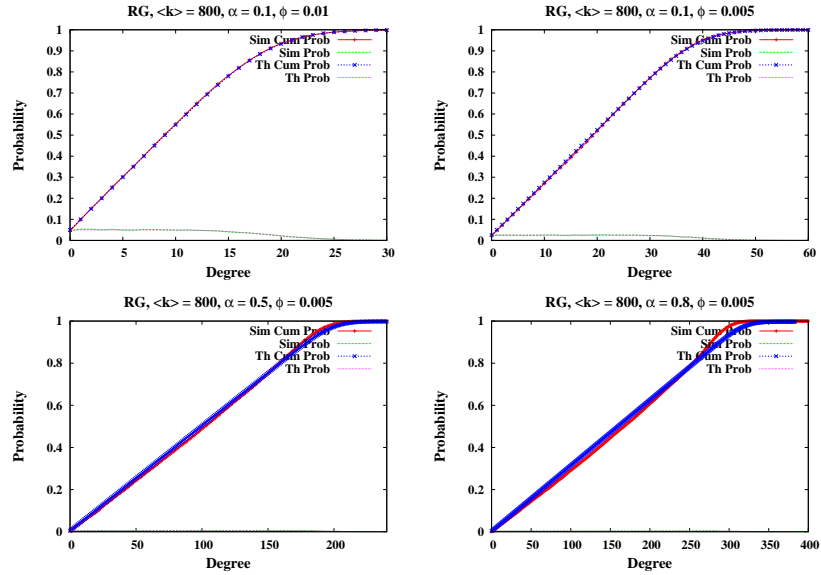 RG, <k> = 800, α = 0.1, ϕ = 0.01
Sim Cum Prob
Sim Prob
Th Cum Prob
Th Prob
Probability
1
0.9
0.8
0.7
0.6
0.5
0.4
0.3
0.2
0.1
0
0 5 10 15 20 25 30
Degree
RG, <k> = 800, α = 0.1, ϕ = 0.005
Sim Cum Prob
Sim Prob
Th Cum Prob
Th Prob
Probability
1
0.9
0.8
0.7
0.6
0.5
0.4
0.3
0.2
0.1
0
0 10 20 30 40 50 60
Degree
RG, <k> = 800, α = 0.5, ϕ = 0.005
Sim Cum Prob
Sim Prob
Th Cum Prob
Th Prob
Probability
1
0.8
0.6
0.4
0.2
0
0 50 100 150 200
Degree
RG, <k> = 800, α = 0.8, ϕ = 0.005
Sim Cum Prob
Sim Prob
Th Cum Prob
Th Prob
Probability
1
0.8
0.6
0.4
0.2
0
0 50 100 150 200 250 300 350 400
Degree